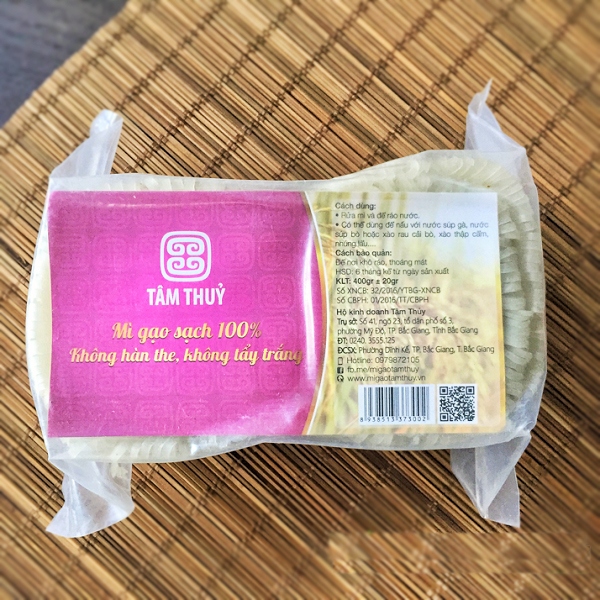 TÂM THUỶ
Mì gạo sạch 100%
Không hàn the, không tẩy trắng
Cách dùng:
• Rửa mì và để ráo nước.
• Có thể dùng để nấu với nước súp gà, nước
súp bò hoặc xào rau cải bò, xào thập cẩm,
nhúng lẩu....
Cách bảo quản:
Để nơi khô ráo, thoáng mát
HSD: 6 tháng kể từ ngày sản xuất
KLT: 400gr ± 20gr
Số XNCB: 32/2016/YTBG-XNCB
Số CBPH: 01/2016/TT/CBPH
Hộ kinh doanh Tâm Thủy
Trụ sở: Số 41, ngõ 23, tổ dân phố số 3,
phường Mỹ Độ, TP. Bắc Giang, Tỉnh Bắc Giang
ĐT: 0240. 3555.125
ĐCSX: Phường Dĩnh Kế, TP. Bắc Giang, T. Bắc Giang
Hotline: 0979872105
fb.me/migaotamthuy
www.migaotamthuy.vn
8 938513 373002